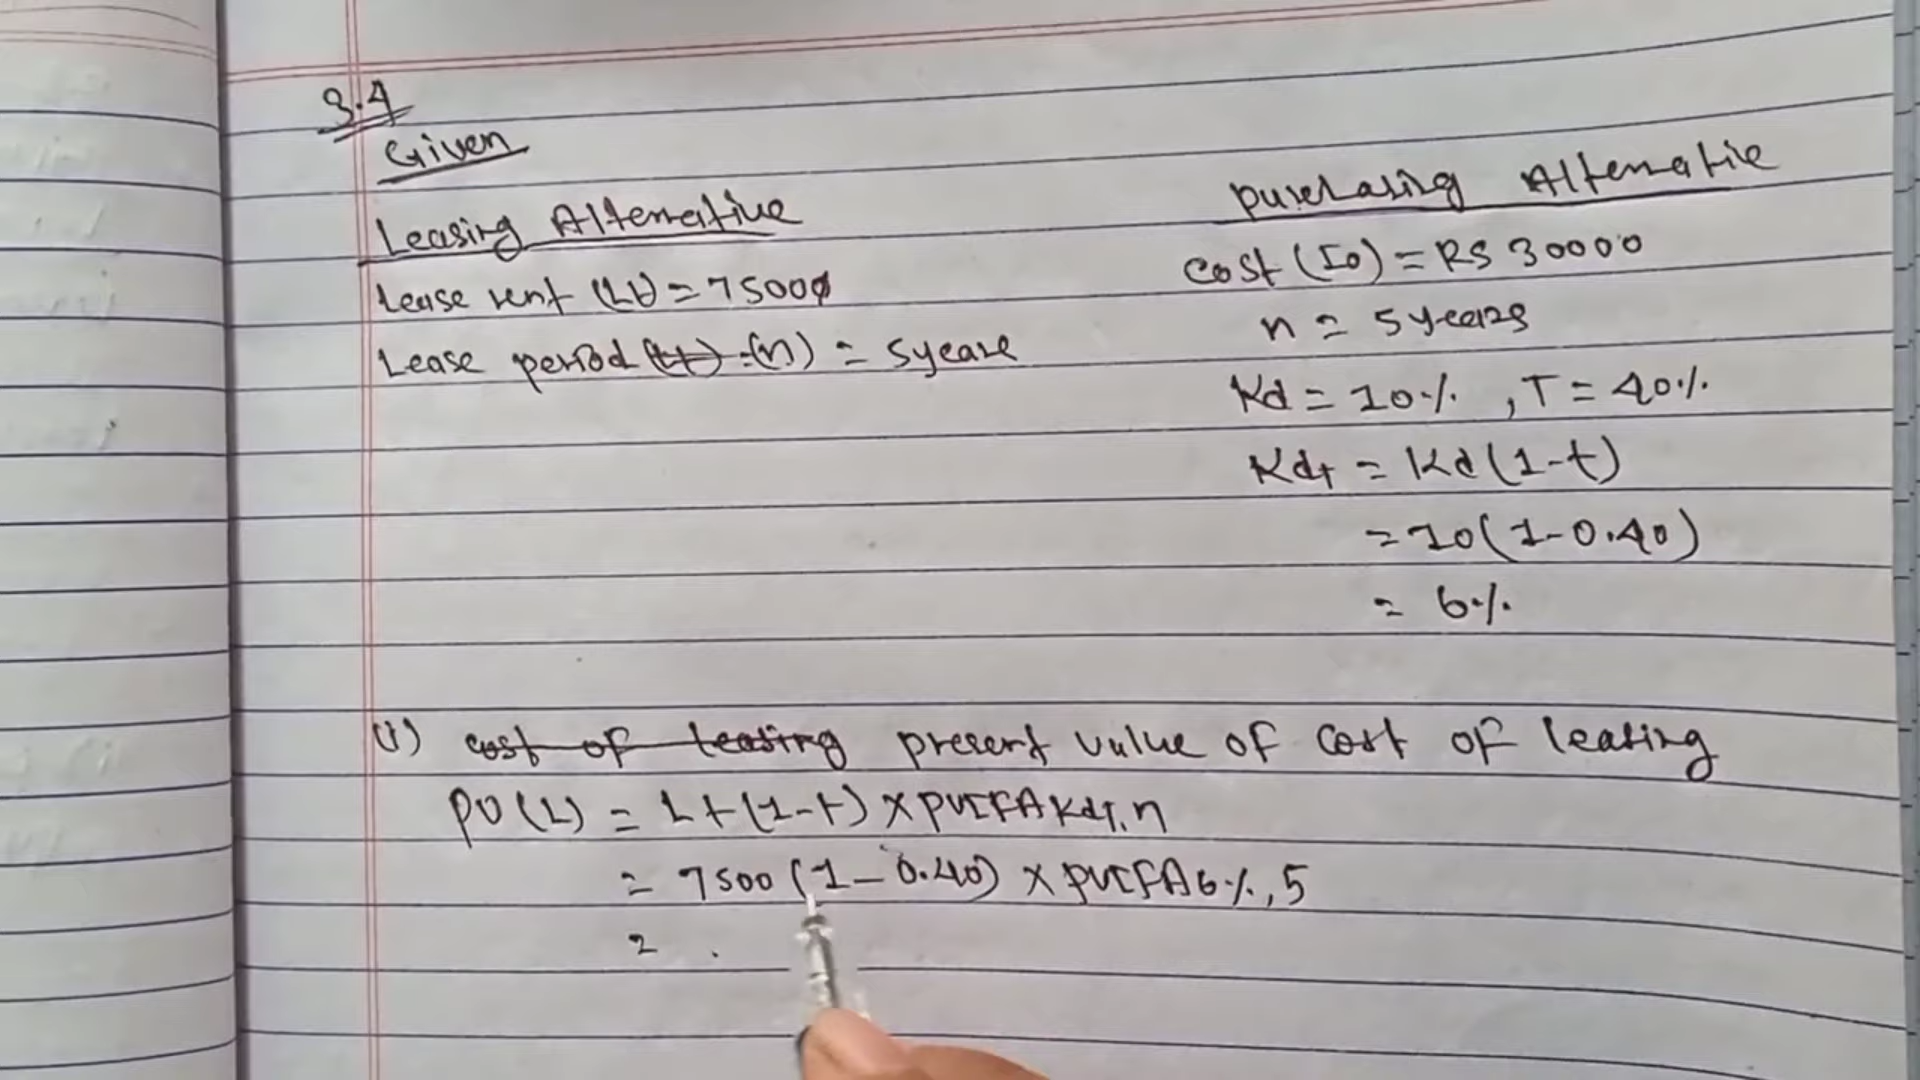 3.4
Given
Leasing Alternative
Lease rent (Lt) = 7500
Lease period (n) = 5 years
purchasing Alternative
cost (Io) = RS 30000
n = 5 years
Kd = 10% , T = 40%
KdT = Kd (1-t)
= 10 (1-0.40)
= 6%
(1) cost of leasing present value of cost of leasing
PV (L) = Lt (1-t) X PVIFA KdT, n
= 7500 (1-0.40) X PVIFA 6%, 5
=